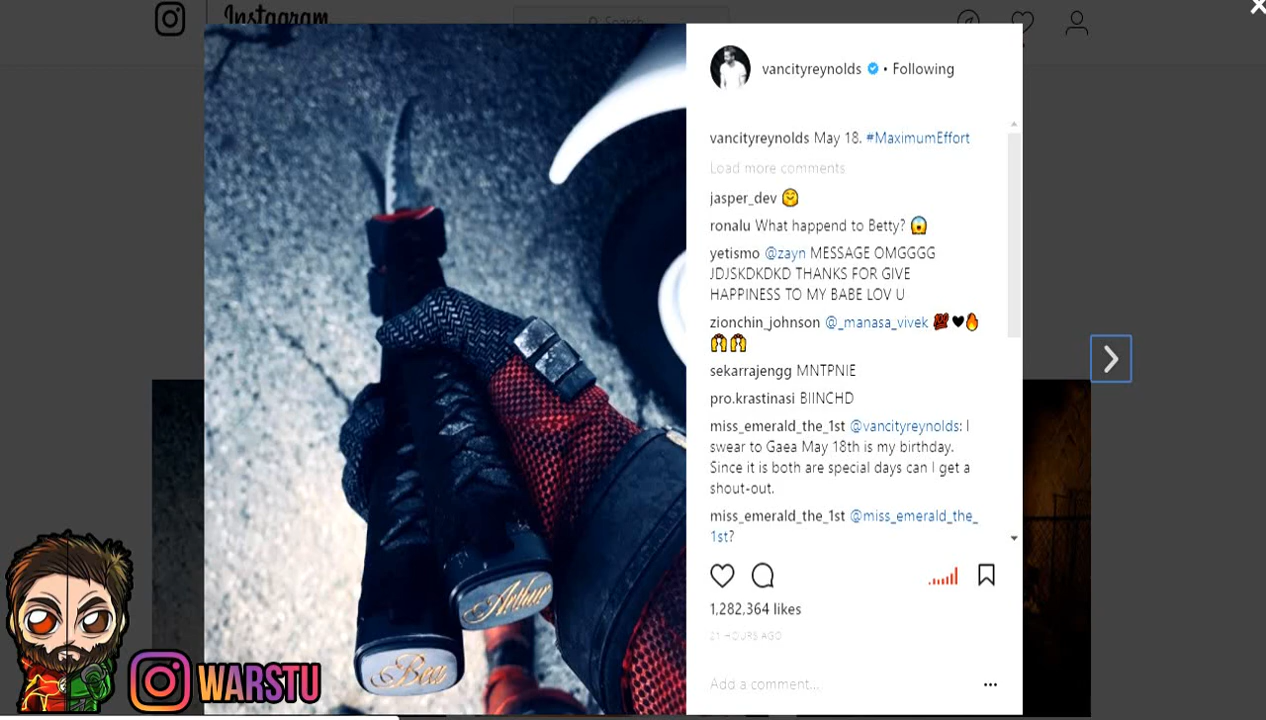 Instagram
Search
vancityreynolds • Following
vancityreynolds May 18. #MaximumEffort
Load more comments
jasper_dev
ronalu What happend to Betty?
yetismo @zayn MESSAGE OMGGGG
JDJSKDKDKD THANKS FOR GIVE
HAPPINESS TO MY BABE LOV U
zionchin_johnson @_manasa_vivek 💯🖤🔥
sekarrajengg MNTPNIE
pro.krastinasi BIINCHD
miss_emerald_the_1st @vancityreynolds: I
swear to Gaea May 18th is my birthday.
Since it is both are special days can I get a
shout-out.
miss_emerald_the_1st @miss_emerald_the_
1st?
1,282,364 likes
21 HOURS AGO
Add a comment...
Arthur
Bea
WARSTU